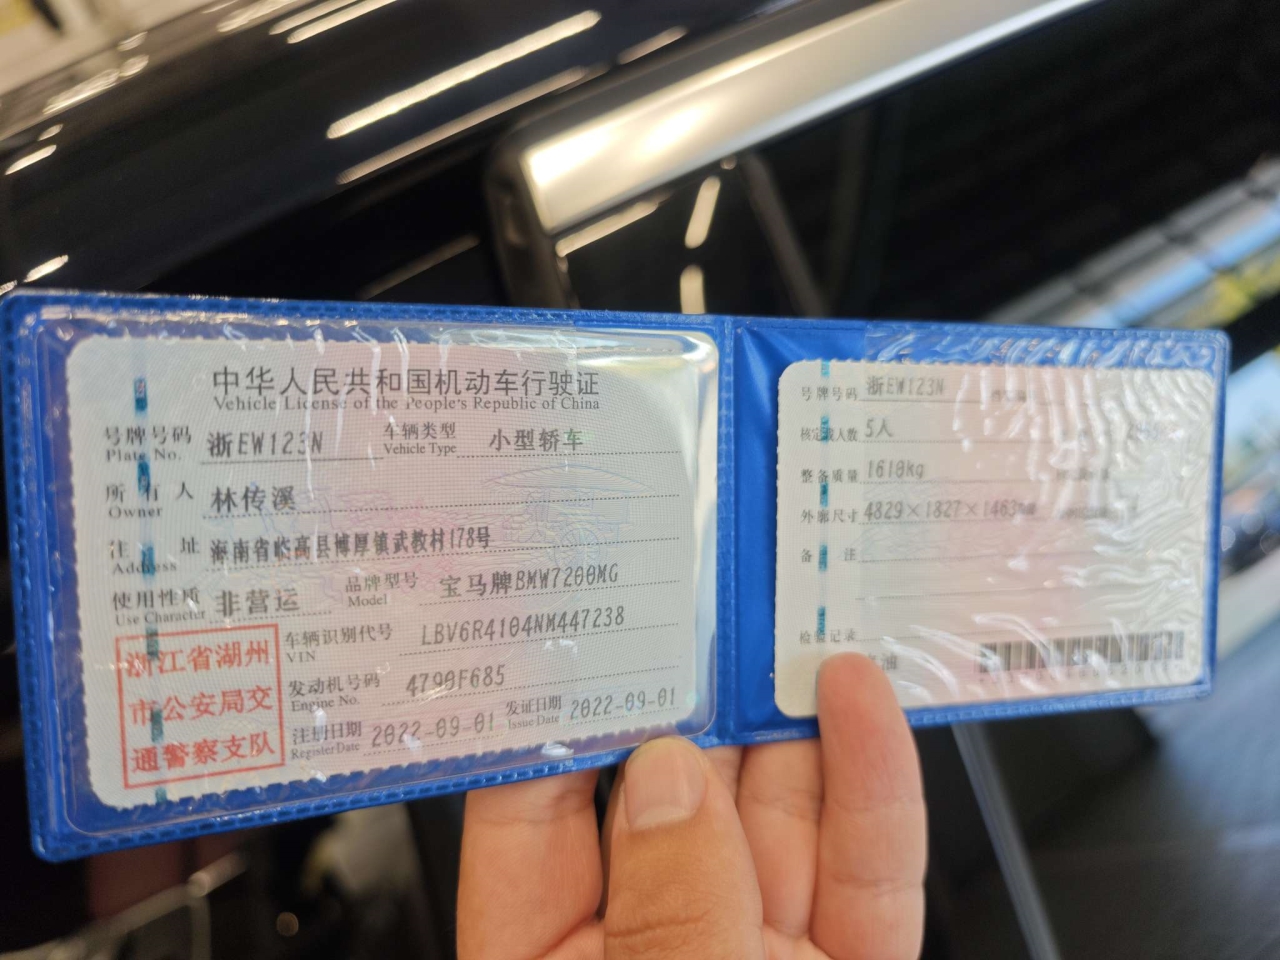 中华人民共和国机动车行驶证
Vehicle License of the People's Republic of China
号牌号码 浙EW123N 车辆类型 小型轿车
Plate No. Vehicle Type
所有人 林传溪
Owner
注址 海南省临高县博厚镇武教村178号
Address
使用性质 非营运 品牌型号 宝马牌BMW7200MG
Use Character Model
浙江省湖州
市公安局交
通警察支队
车辆识别代号 LBV6R4104NM447238
VIN
发动机号码 4790F685
Engine No.
注册日期 2022-09-01 发证日期 2022-09-01
Register Date Issue Date
号牌号码 浙EW123N
核定载人数 5人
整备质量 1610kg
外廓尺寸 4829×1827×1463
备注
检验记录
油